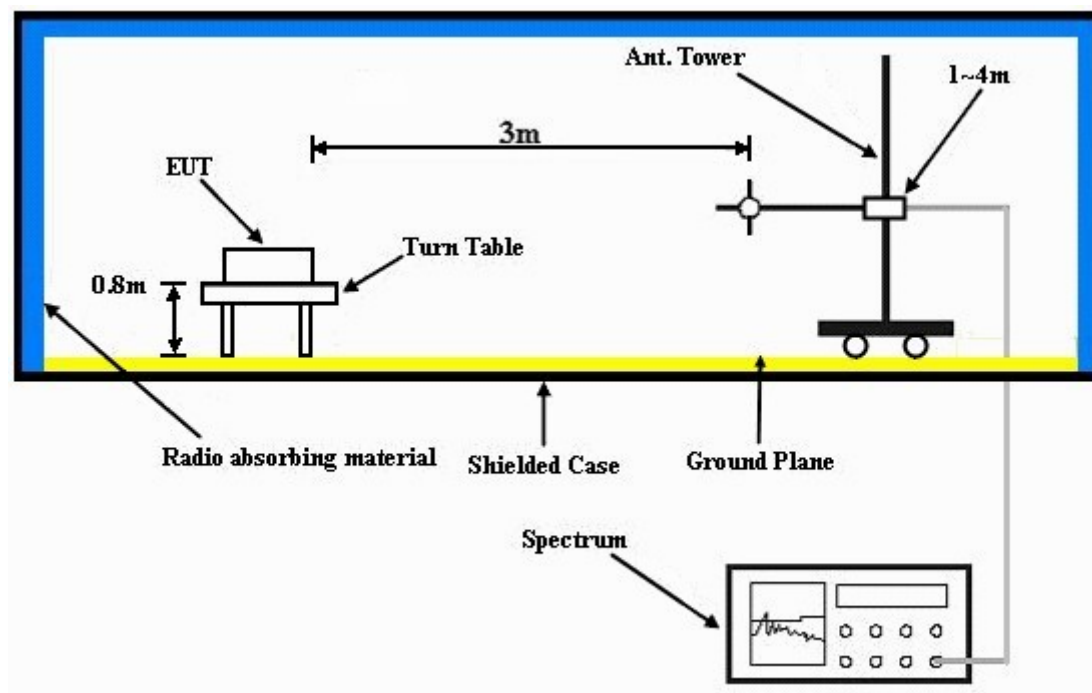 Ant. Tower
1~4m
3m
EUT
Turn Table
0.8m
Radio absorbing material
Shielded Case
Ground Plane
Spectrum